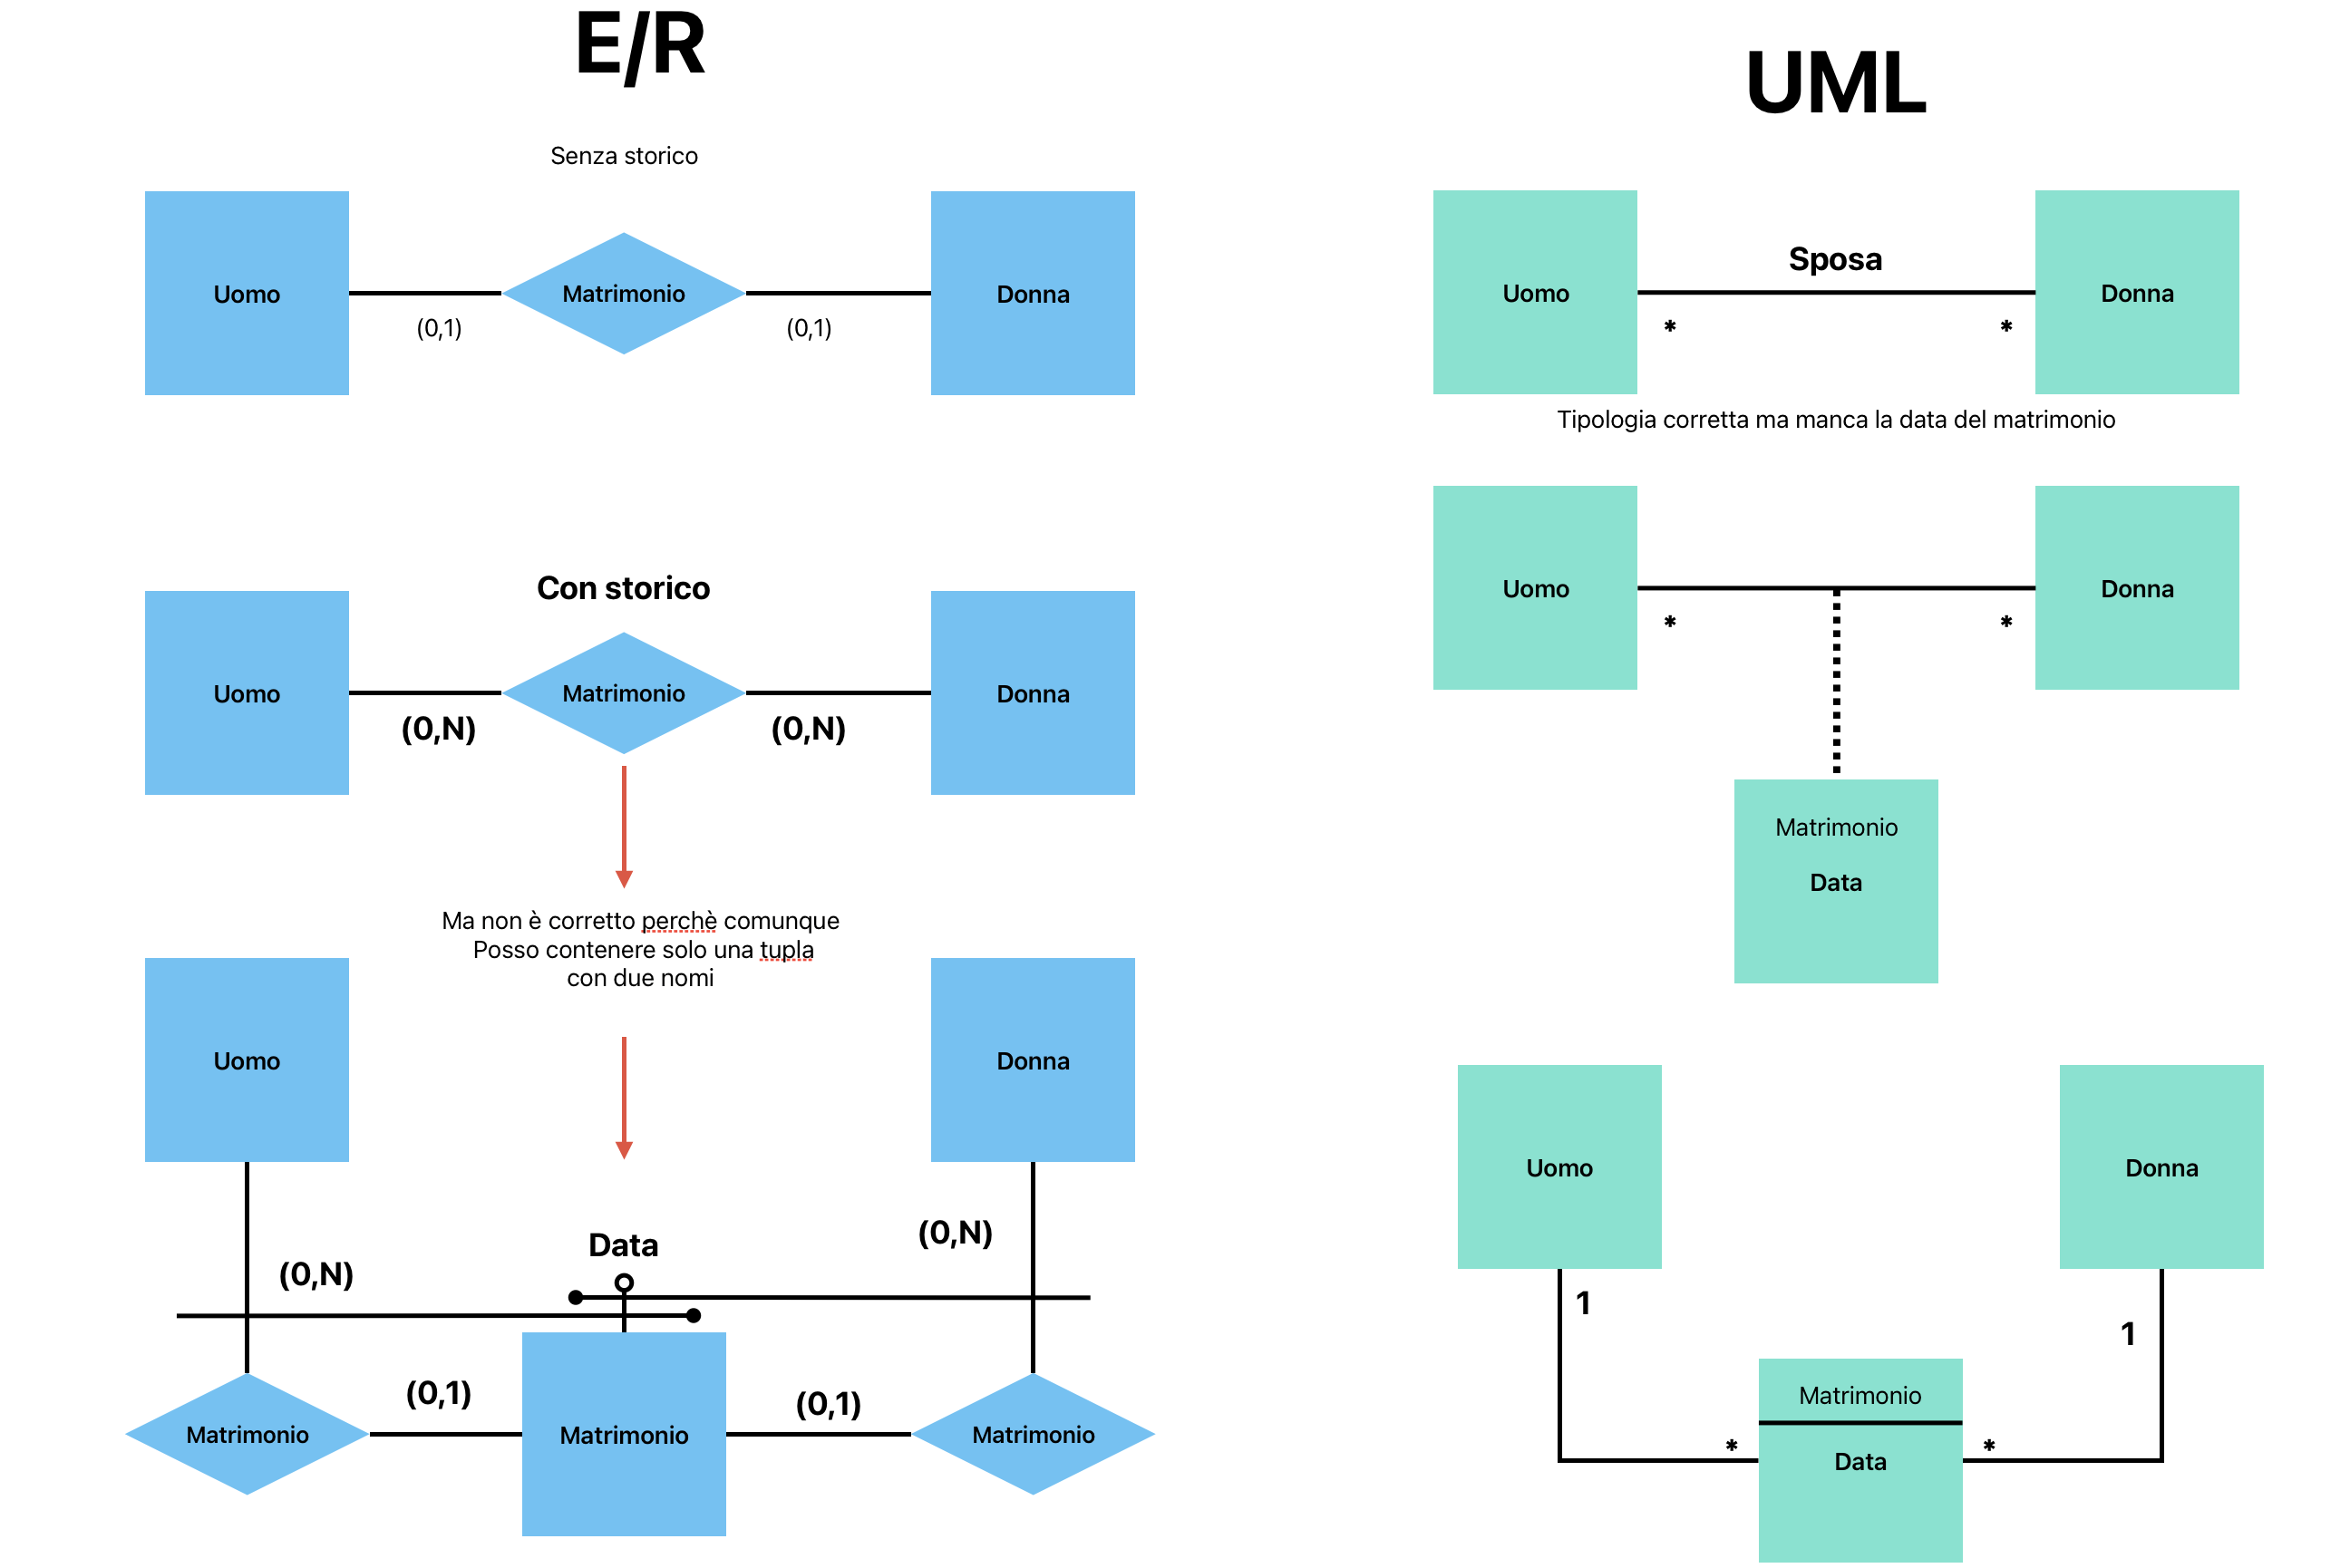 E/R
Senza storico
Uomo
Matrimonio
Donna
(0,1)
(0,1)
Con storico
Uomo
Matrimonio
Donna
(0,N)
(0,N)
Ma non è corretto perchè comunque
Posso contenere solo una tupla
con due nomi
Uomo
Donna
(0,N)
Data
(0,N)
(0,1)
(0,1)
Matrimonio
Matrimonio
Matrimonio
UML
Uomo
Sposa
Donna
*
*
Tipologia corretta ma manca la data del matrimonio
Uomo
Donna
*
*
Matrimonio
Data
Uomo
Donna
1
1
Matrimonio
*
*
Data